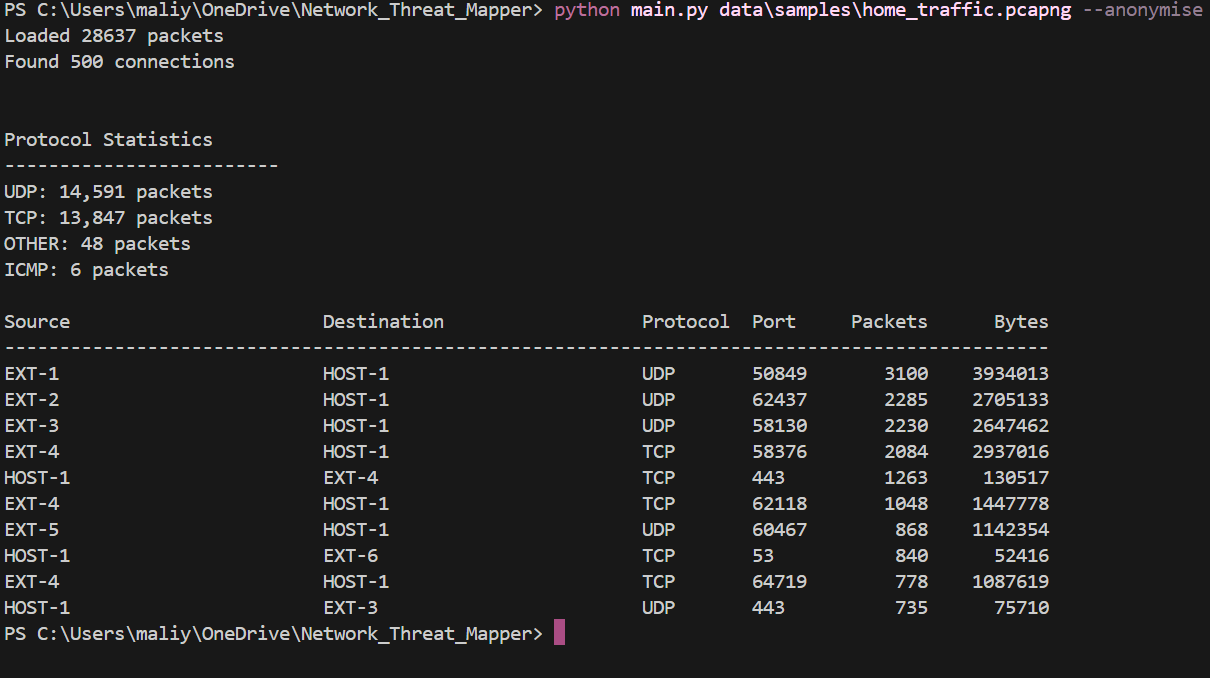 PS C:\Users\maliy\OneDrive\Network_Threat_Mapper> python main.py data\samples\home_traffic.pcapng --anonymise
Loaded 28637 packets
Found 500 connections
Protocol Statistics
-------------------------
UDP: 14,591 packets
TCP: 13,847 packets
OTHER: 48 packets
ICMP: 6 packets
Source Destination Protocol Port Packets Bytes
-----------------------------------------------------------------------------------------------
EXT-1 HOST-1 UDP 50849 3100 3934013
EXT-2 HOST-1 UDP 62437 2285 2705133
EXT-3 HOST-1 UDP 58130 2230 2647462
EXT-4 HOST-1 TCP 58376 2084 2937016
HOST-1 EXT-4 TCP 443 1263 130517
EXT-4 HOST-1 TCP 62118 1048 1447778
EXT-5 HOST-1 UDP 60467 868 1142354
HOST-1 EXT-6 TCP 53 840 52416
EXT-4 HOST-1 TCP 64719 778 1087619
HOST-1 EXT-3 UDP 443 735 75710
PS C:\Users\maliy\OneDrive\Network_Threat_Mapper>